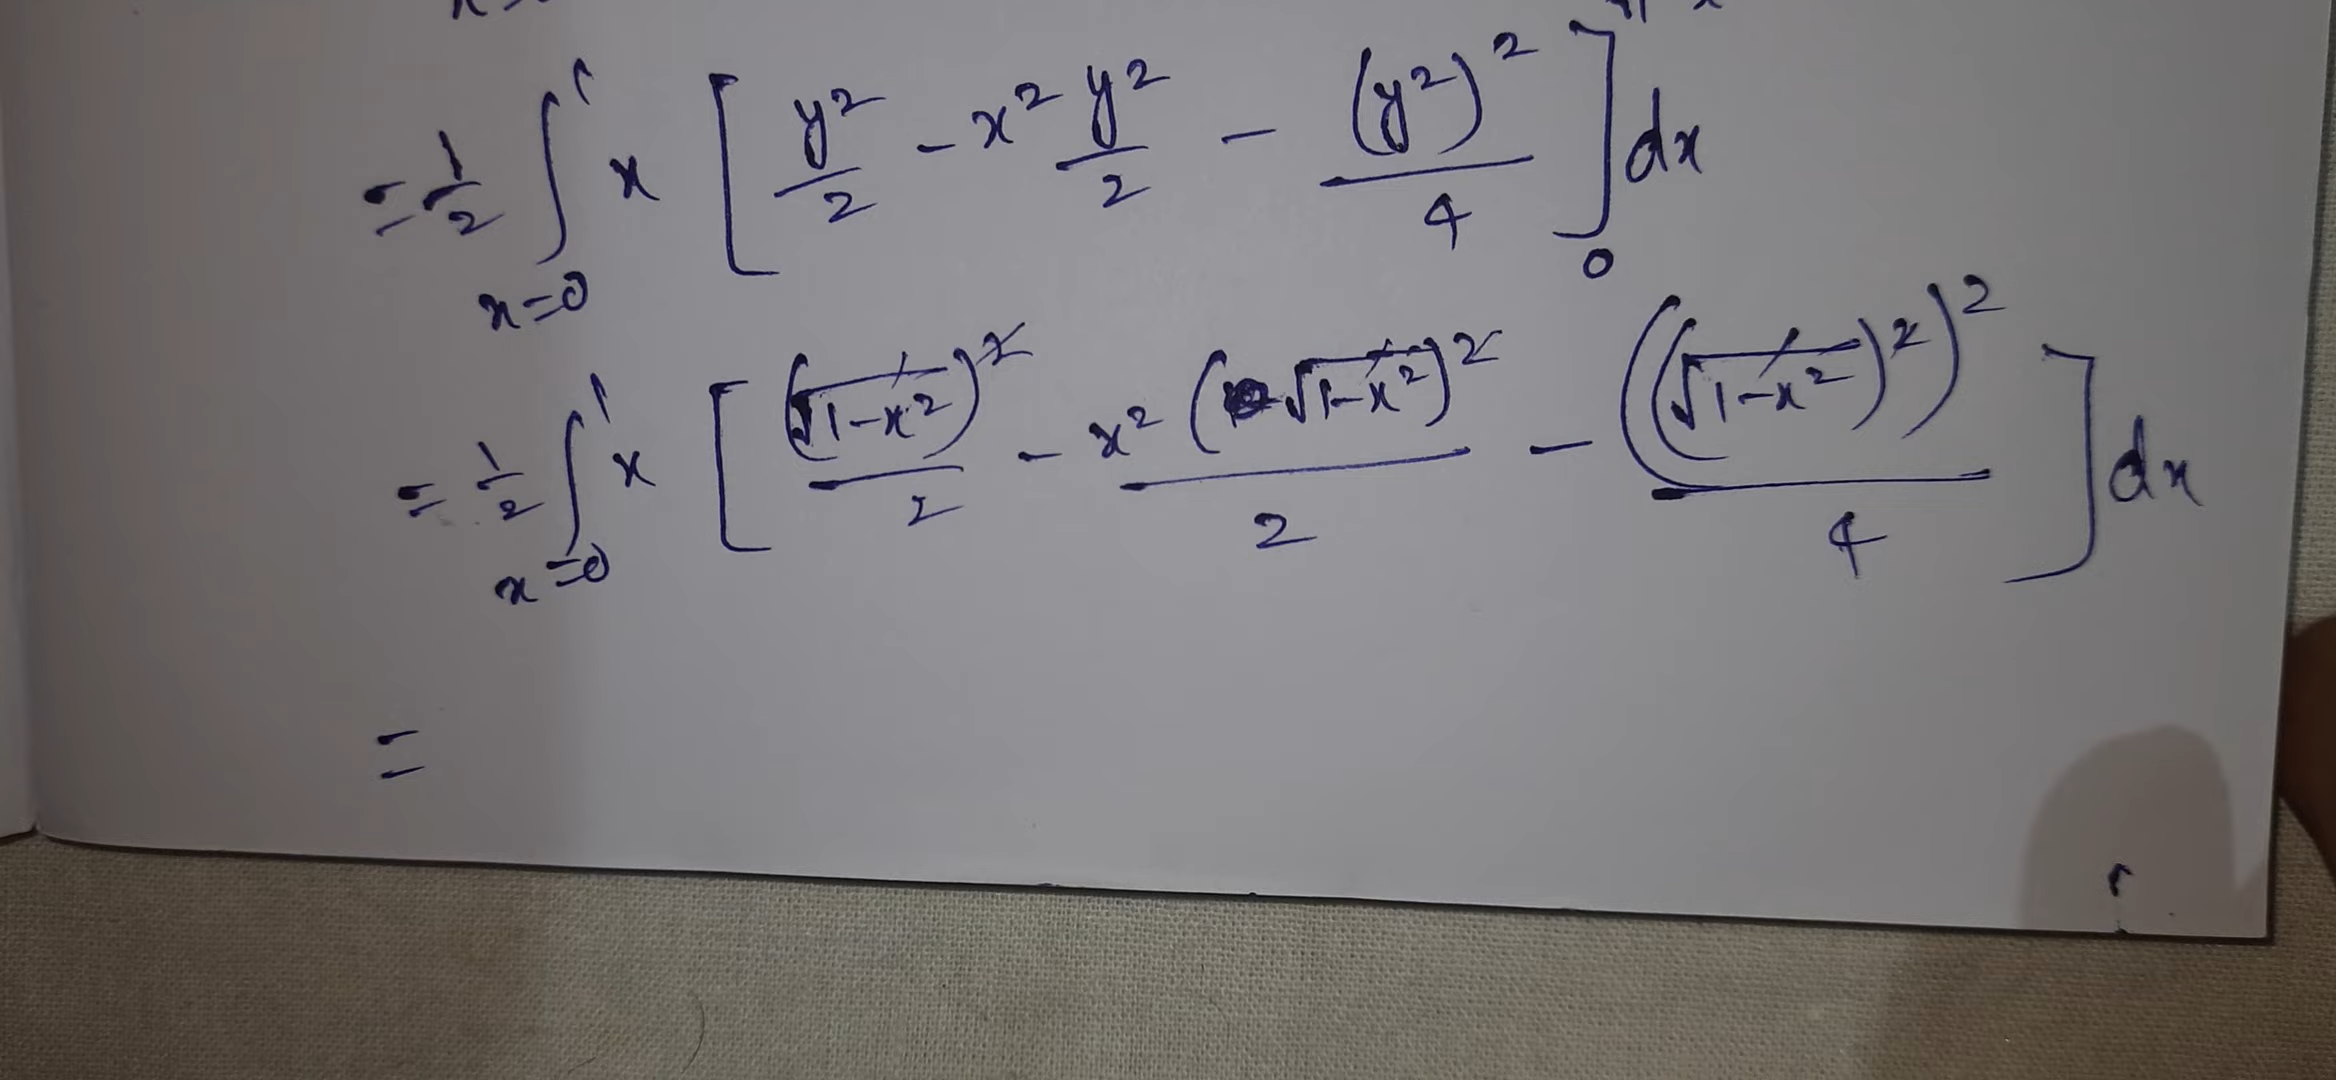 = 1/2 ∫_{x=0}^{1} x [ y²/2 - x² y²/2 - (y²)²/4 ]_0 dx
= 1/2 ∫_{x=0}^{1} x [ (√(1-x²))²/2 - x² (√(1-x²))²/2 - ((√(1-x²))²)²/4 ] dx
=